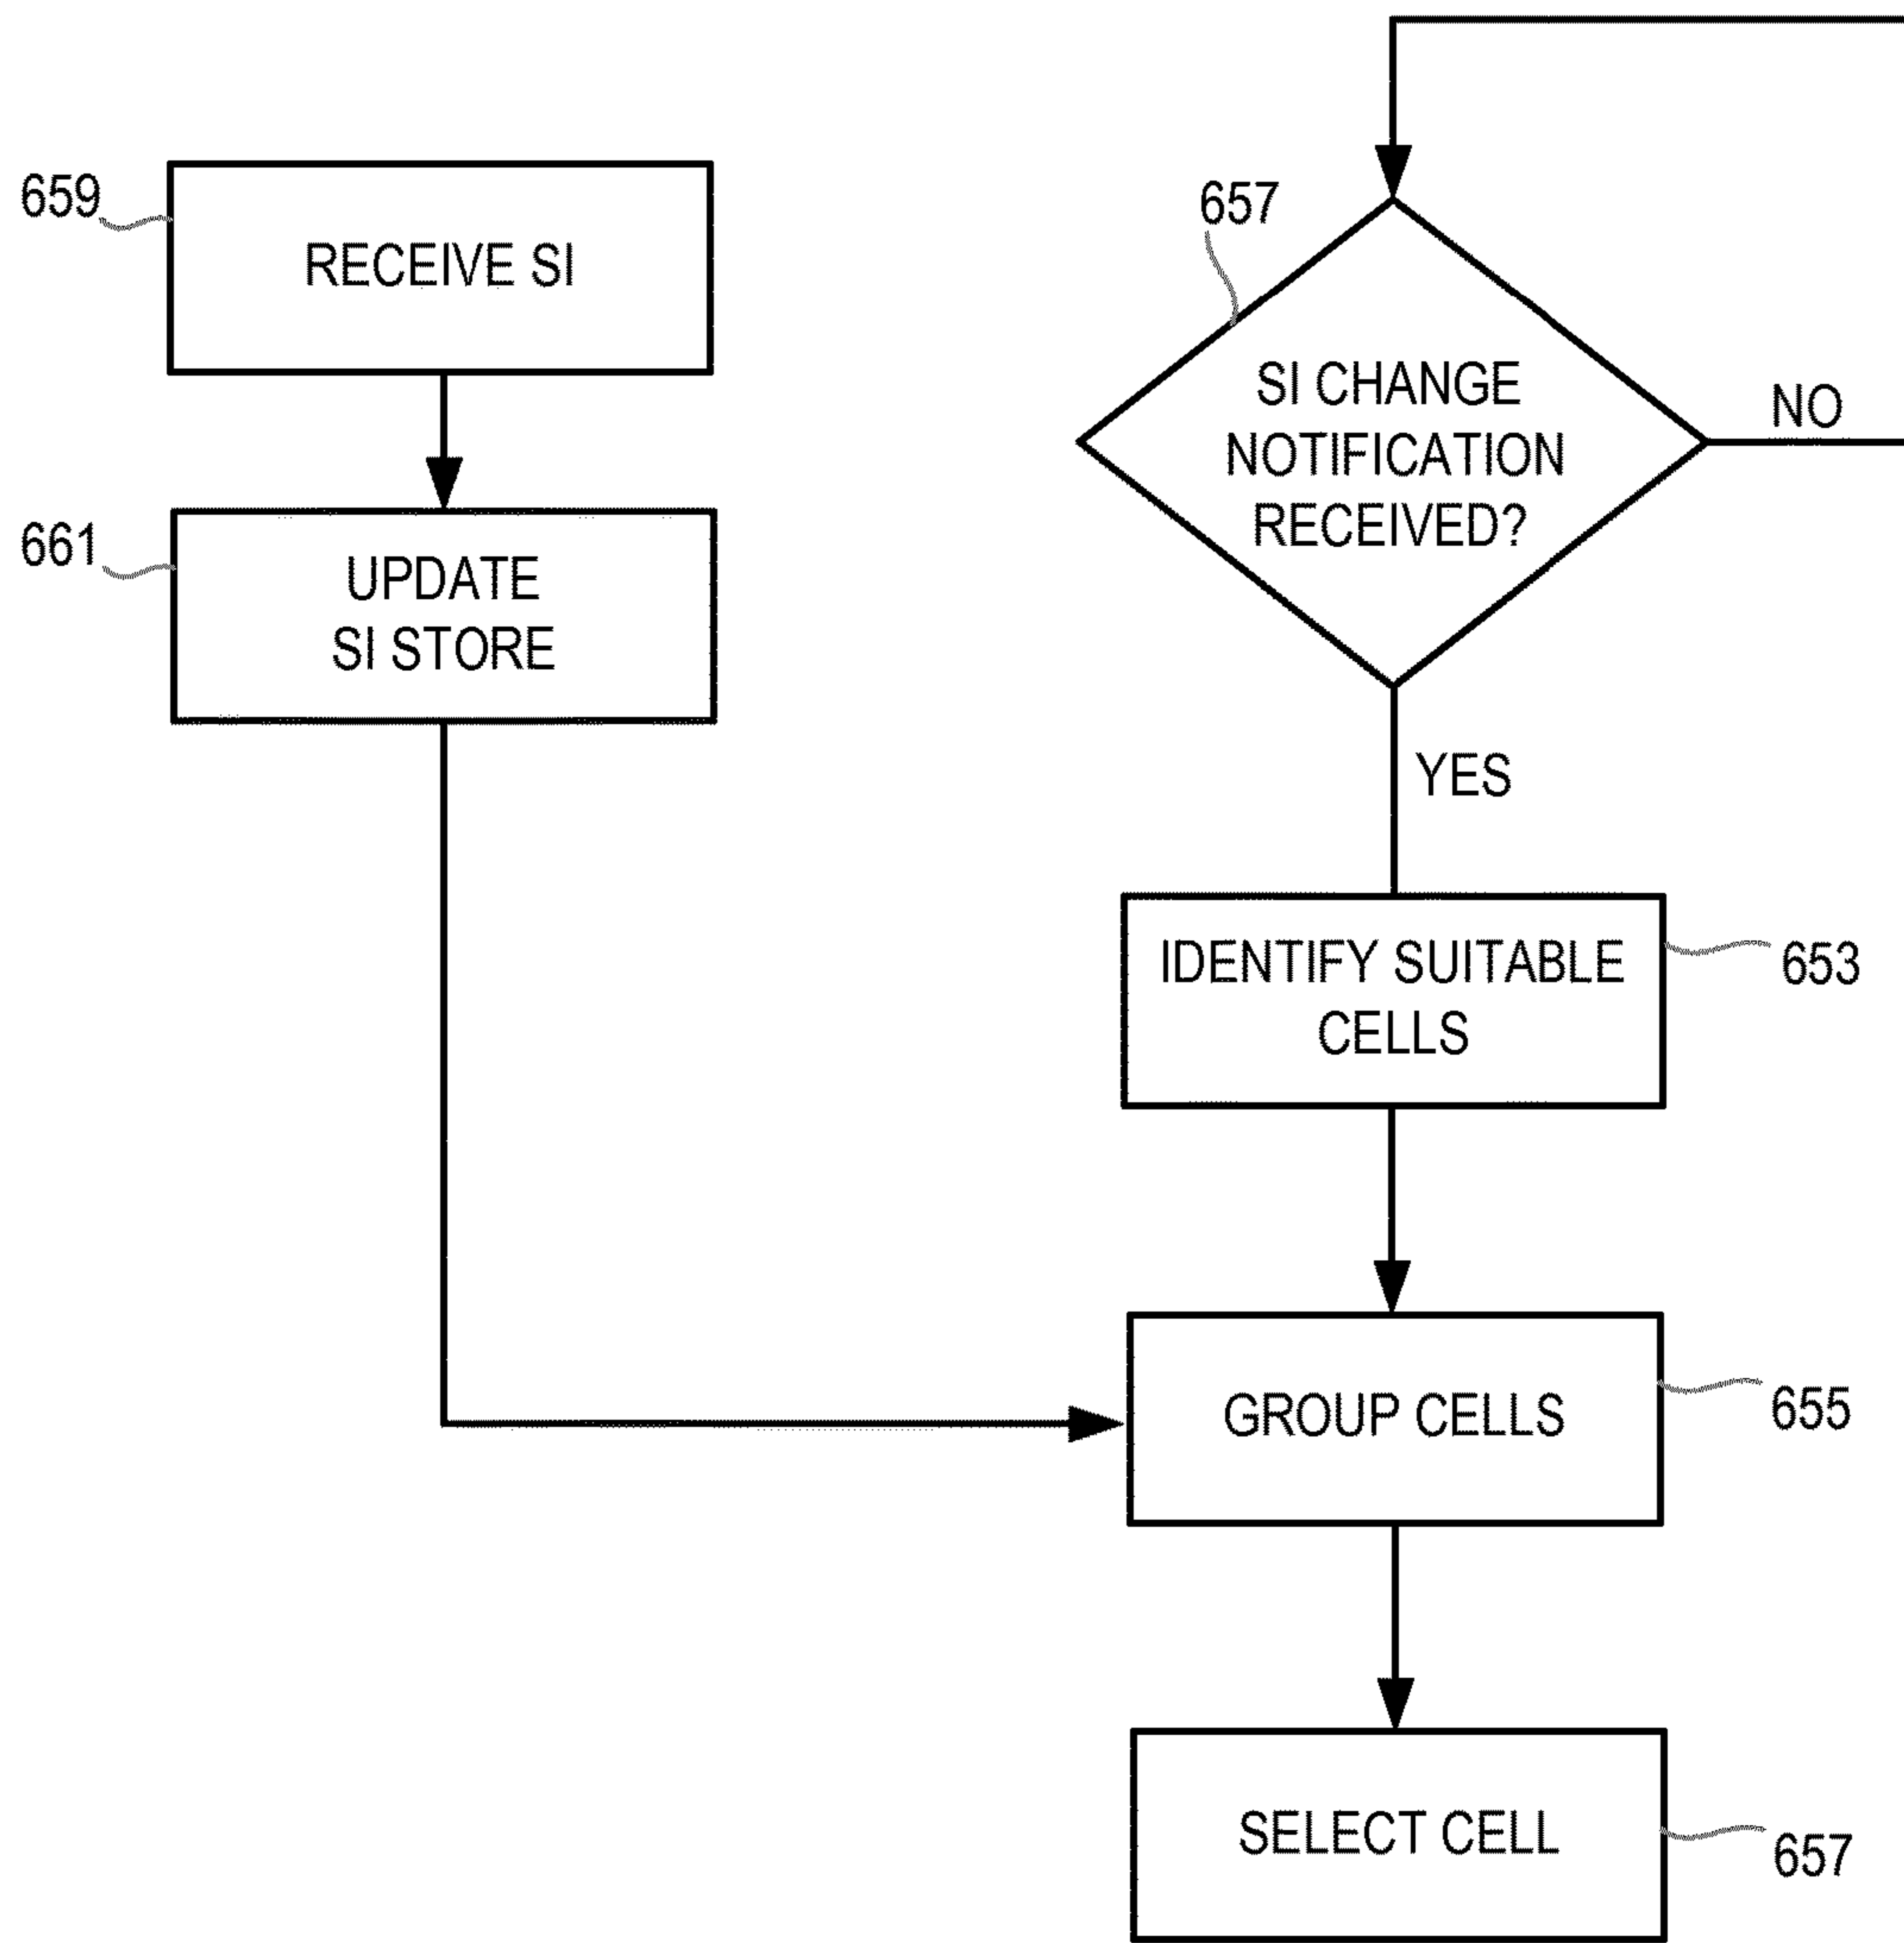 659
RECEIVE SI
661
UPDATE
SI STORE
657
SI CHANGE
NOTIFICATION
RECEIVED?
NO
YES
IDENTIFY SUITABLE
CELLS
653
GROUP CELLS
655
SELECT CELL
657